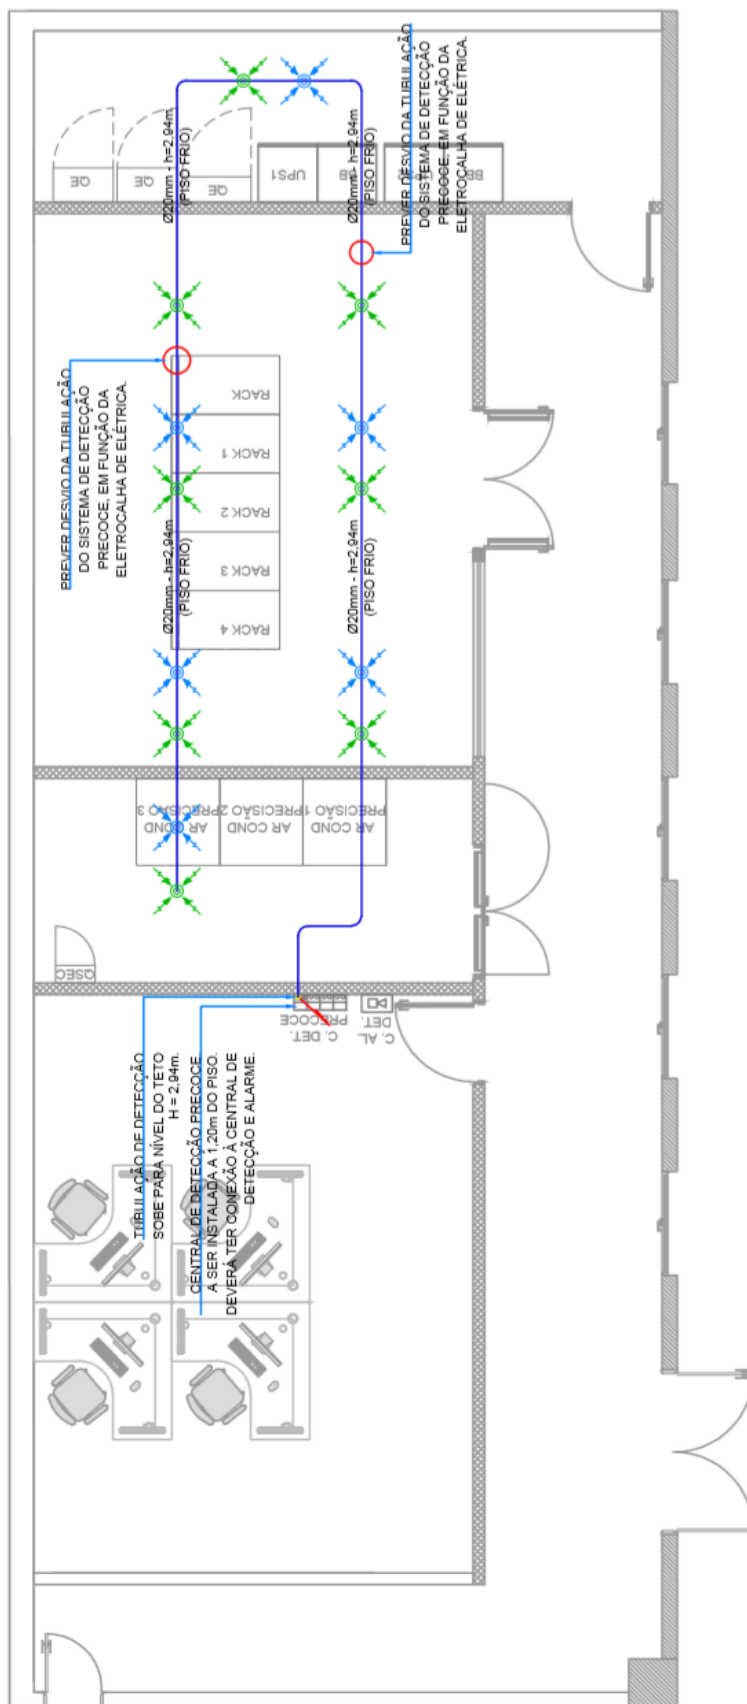 PREVER DESVIO DA TUBULAÇÃO
DO SISTEMA DE DETECÇÃO
PRECOCE, EM FUNÇÃO DA
ELETROCALHA DE ELÉTRICA.
Ø20mm - h=2,94m
(PISO FRIO)
Ø20mm - h=2,94m
(PISO FRIO)
QE
QE
QE
UPS1
BB
PREVER DESVIO DA TUBULAÇÃO
DO SISTEMA DE DETECÇÃO
PRECOCE, EM FUNÇÃO DA
ELETROCALHA DE ELÉTRICA.
RACK
RACK 1
RACK 2
RACK 3
RACK 4
Ø20mm - h=2,94m
(PISO FRIO)
Ø20mm - h=2,94m
(PISO FRIO)
AR COND
PRECISÃO 3
AR COND
PRECISÃO 2
AR COND
PRECISÃO 1
QSEC
C. DET.
PRECOCE
C. AL.
DET.
TUBULAÇÃO DE DETECÇÃO
SOBE PARA NÍVEL DO TETO
H = 2,94m.
CENTRAL DE DETECÇÃO PRECOCE
A SER INSTALADA A 1,20m DO PISO.
DEVERÁ TER CONEXÃO À CENTRAL DE
DETECÇÃO E ALARME.